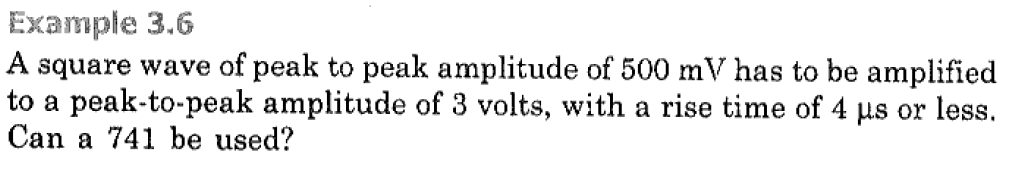 Example 3.6
A square wave of peak to peak amplitude of 500 mV has to be amplified
to a peak-to-peak amplitude of 3 volts, with a rise time of 4 μs or less.
Can a 741 be used?